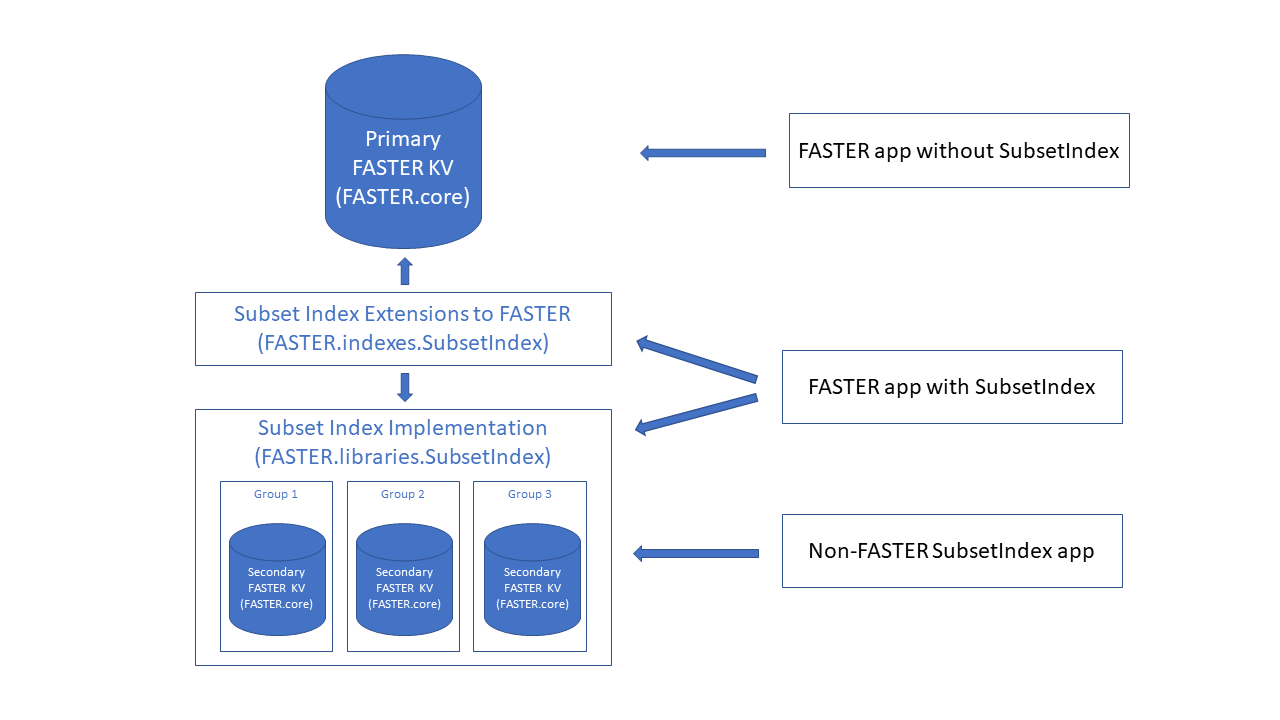 Primary
FASTER KV
(FASTER.core)
FASTER app without SubsetIndex
Subset Index Extensions to FASTER
(FASTER.indexes.SubsetIndex)
FASTER app with SubsetIndex
Subset Index Implementation
(FASTER.libraries.SubsetIndex)
Group 1
Secondary
FASTER KV
(FASTER.core)
Group 2
Secondary
FASTER KV
(FASTER.core)
Group 3
Secondary
FASTER KV
(FASTER.core)
Non-FASTER SubsetIndex app